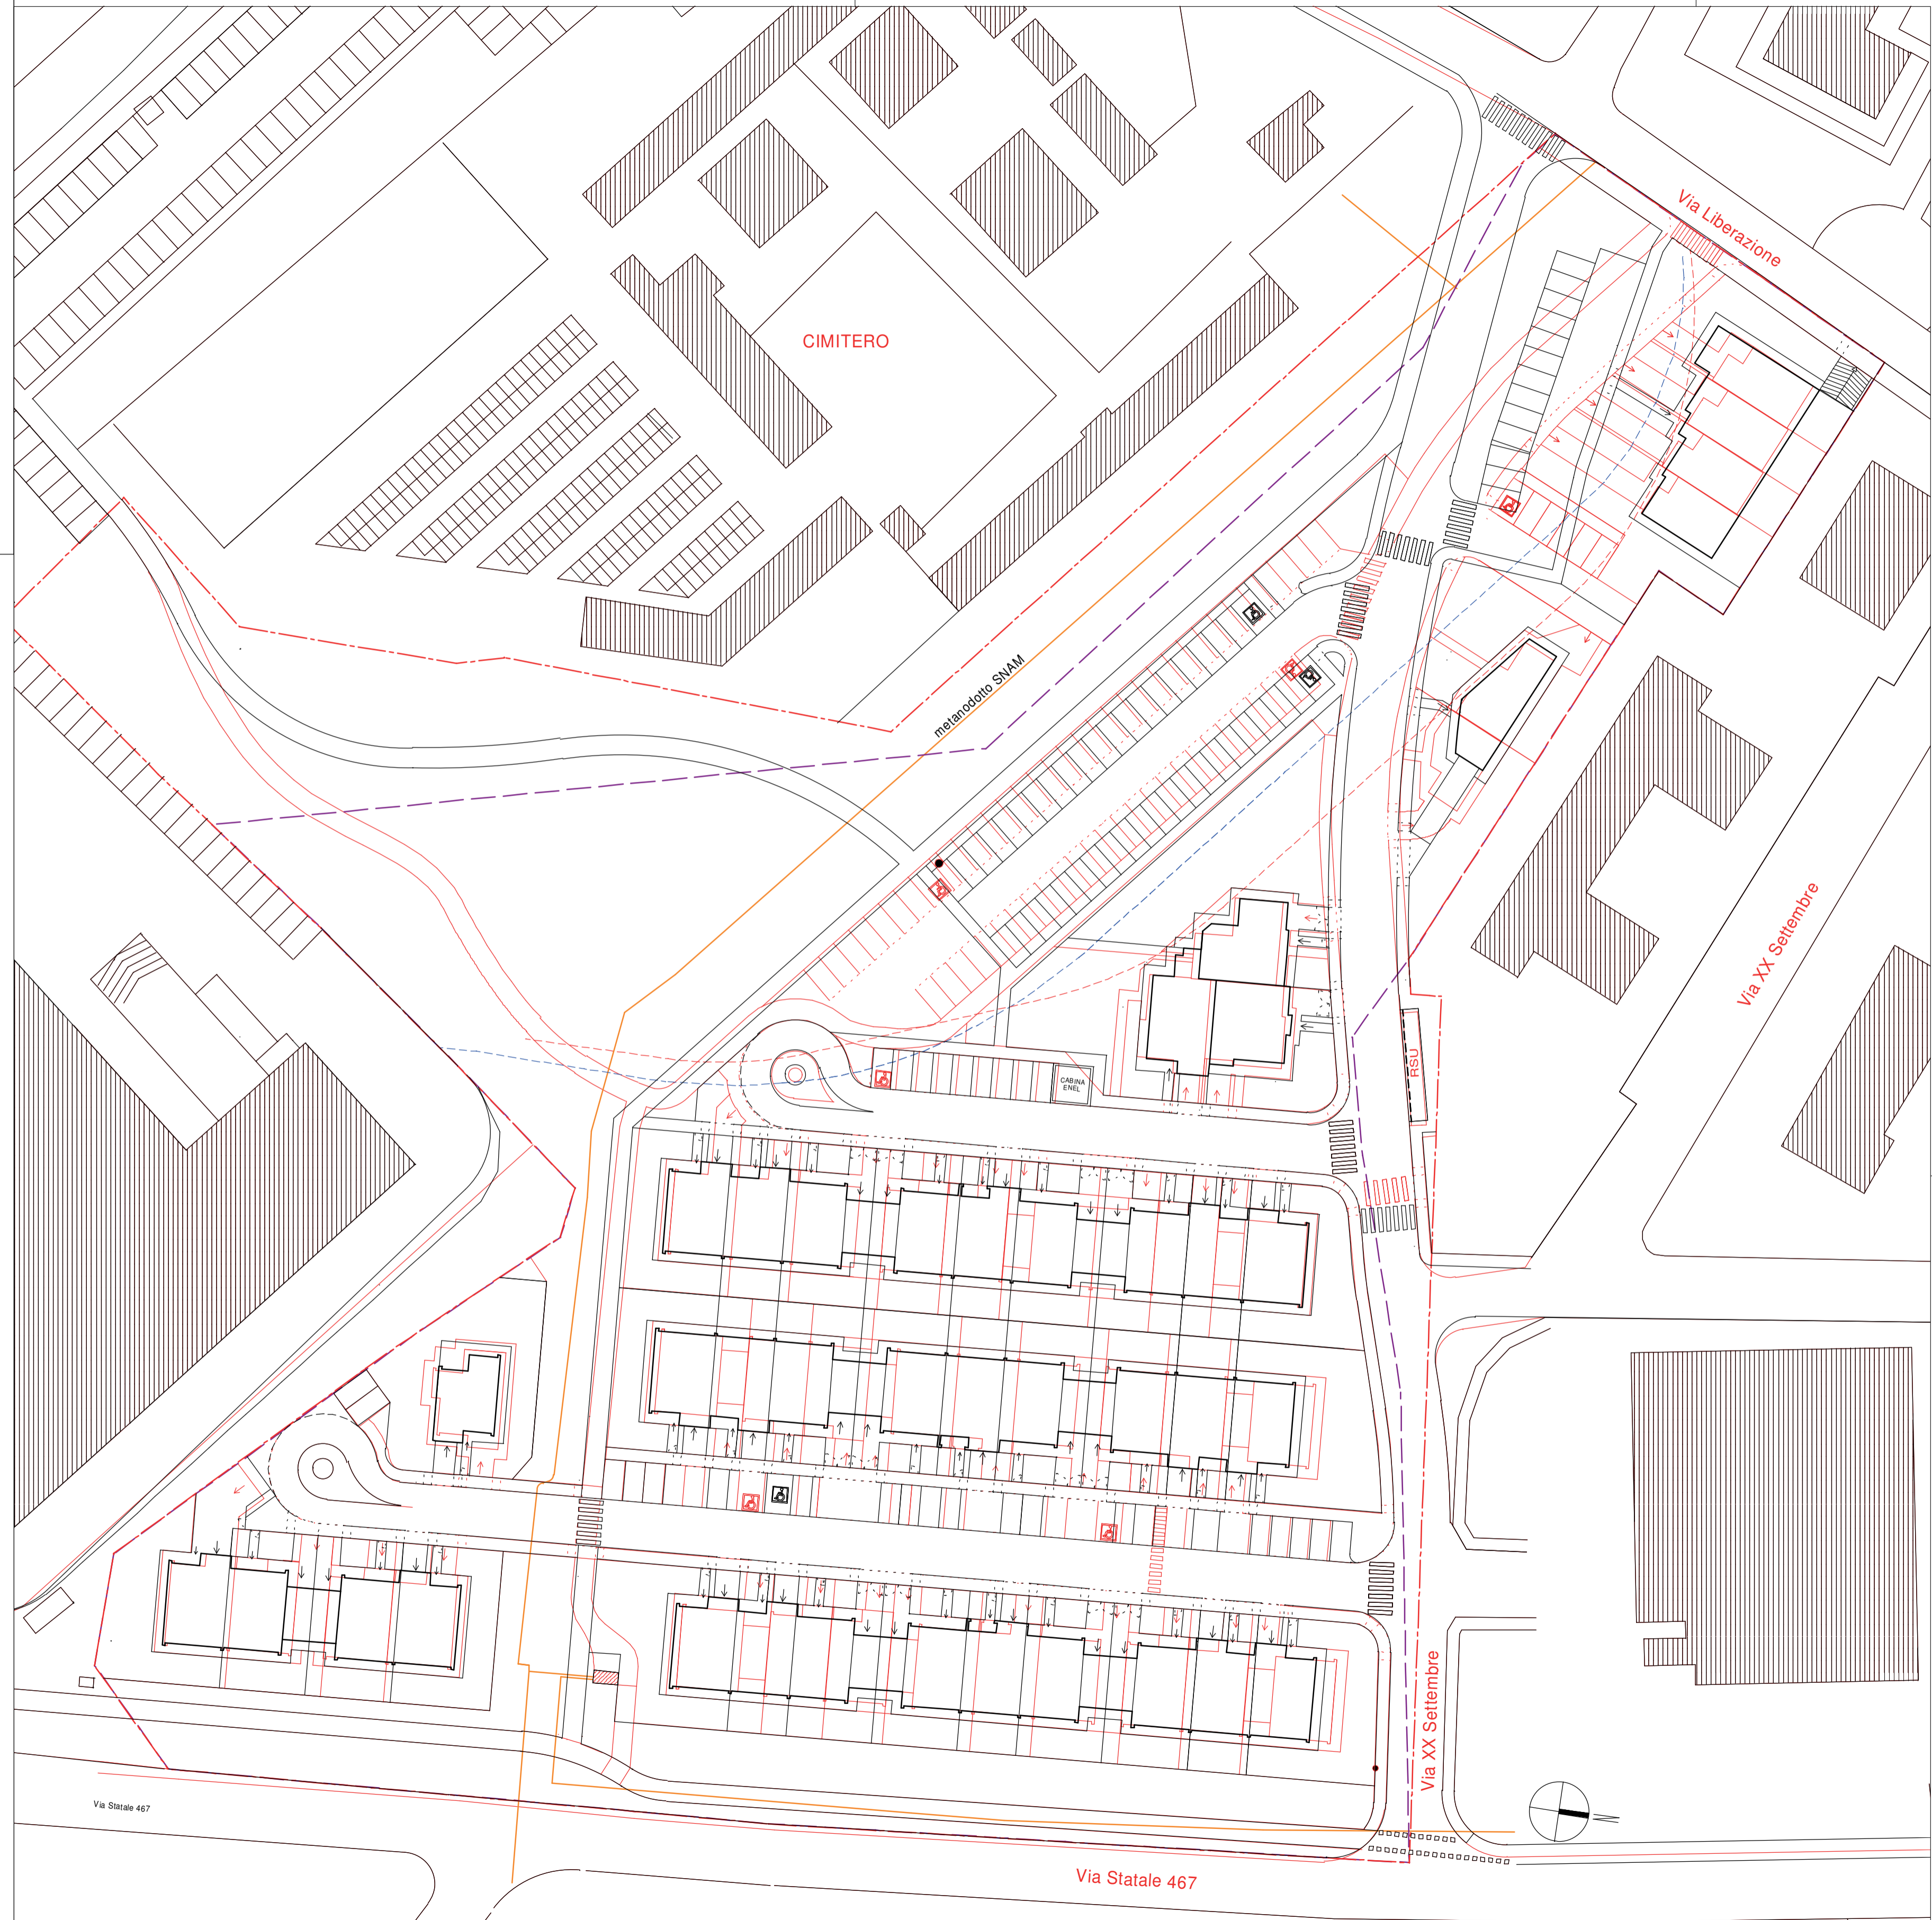 Via Liberazione
CIMITERO
metanodotto SNAM
Via XX Settembre
RSU
CABINA
ENEL
Via XX Settembre
Via Statale 467
N
Via Statale 467